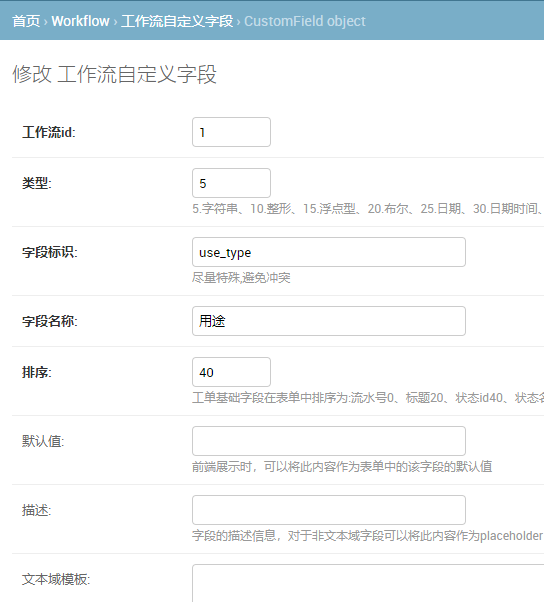 首页 › Workflow › 工作流自定义字段 › CustomField object
修改 工作流自定义字段
工作流id: 1
类型: 5
5.字符串、10.整形、15.浮点型、20.布尔、25.日期、30.日期时间、
字段标识: use_type
尽量特殊,避免冲突
字段名称: 用途
排序: 40
工单基础字段在表单中排序为:流水号0、标题20、状态id40、状态名
默认值:
前端展示时，可以将此内容作为表单中的该字段的默认值
描述:
字段的描述信息，对于非文本域字段可以将此内容作为placeholder
文本域模板: